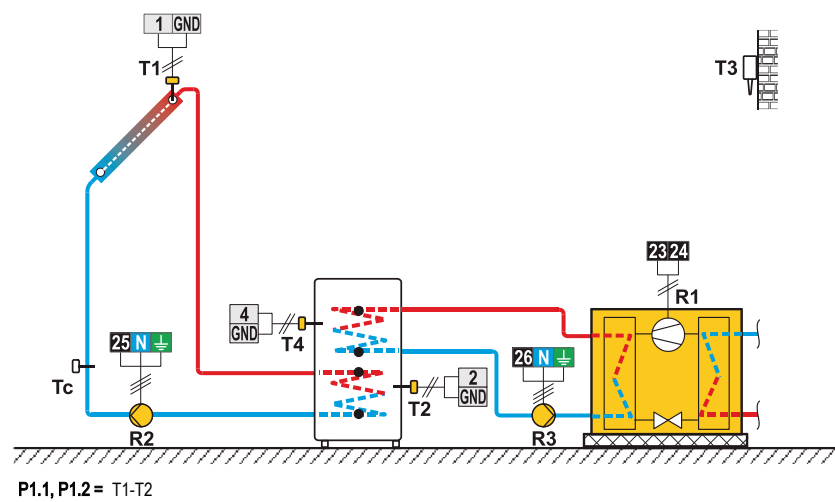 1 GND
T1
T3
23 24
R1
4
GND
T4
25 N
26 N
2
GND
T2
Tc
R2
R3
P1.1, P1.2 = T1-T2